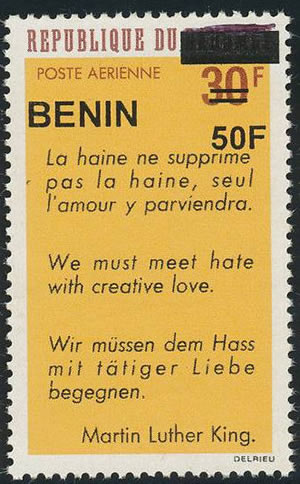 REPUBLIQUE DU
POSTE AERIENNE 30F
BENIN
50F
La haine ne supprime
pas la haine, seul
l'amour y parviendra.
We must meet hate
with creative love.
Wir müssen dem Hass
mit tätiger Liebe
begegnen.
Martin Luther King.
DELRIEU